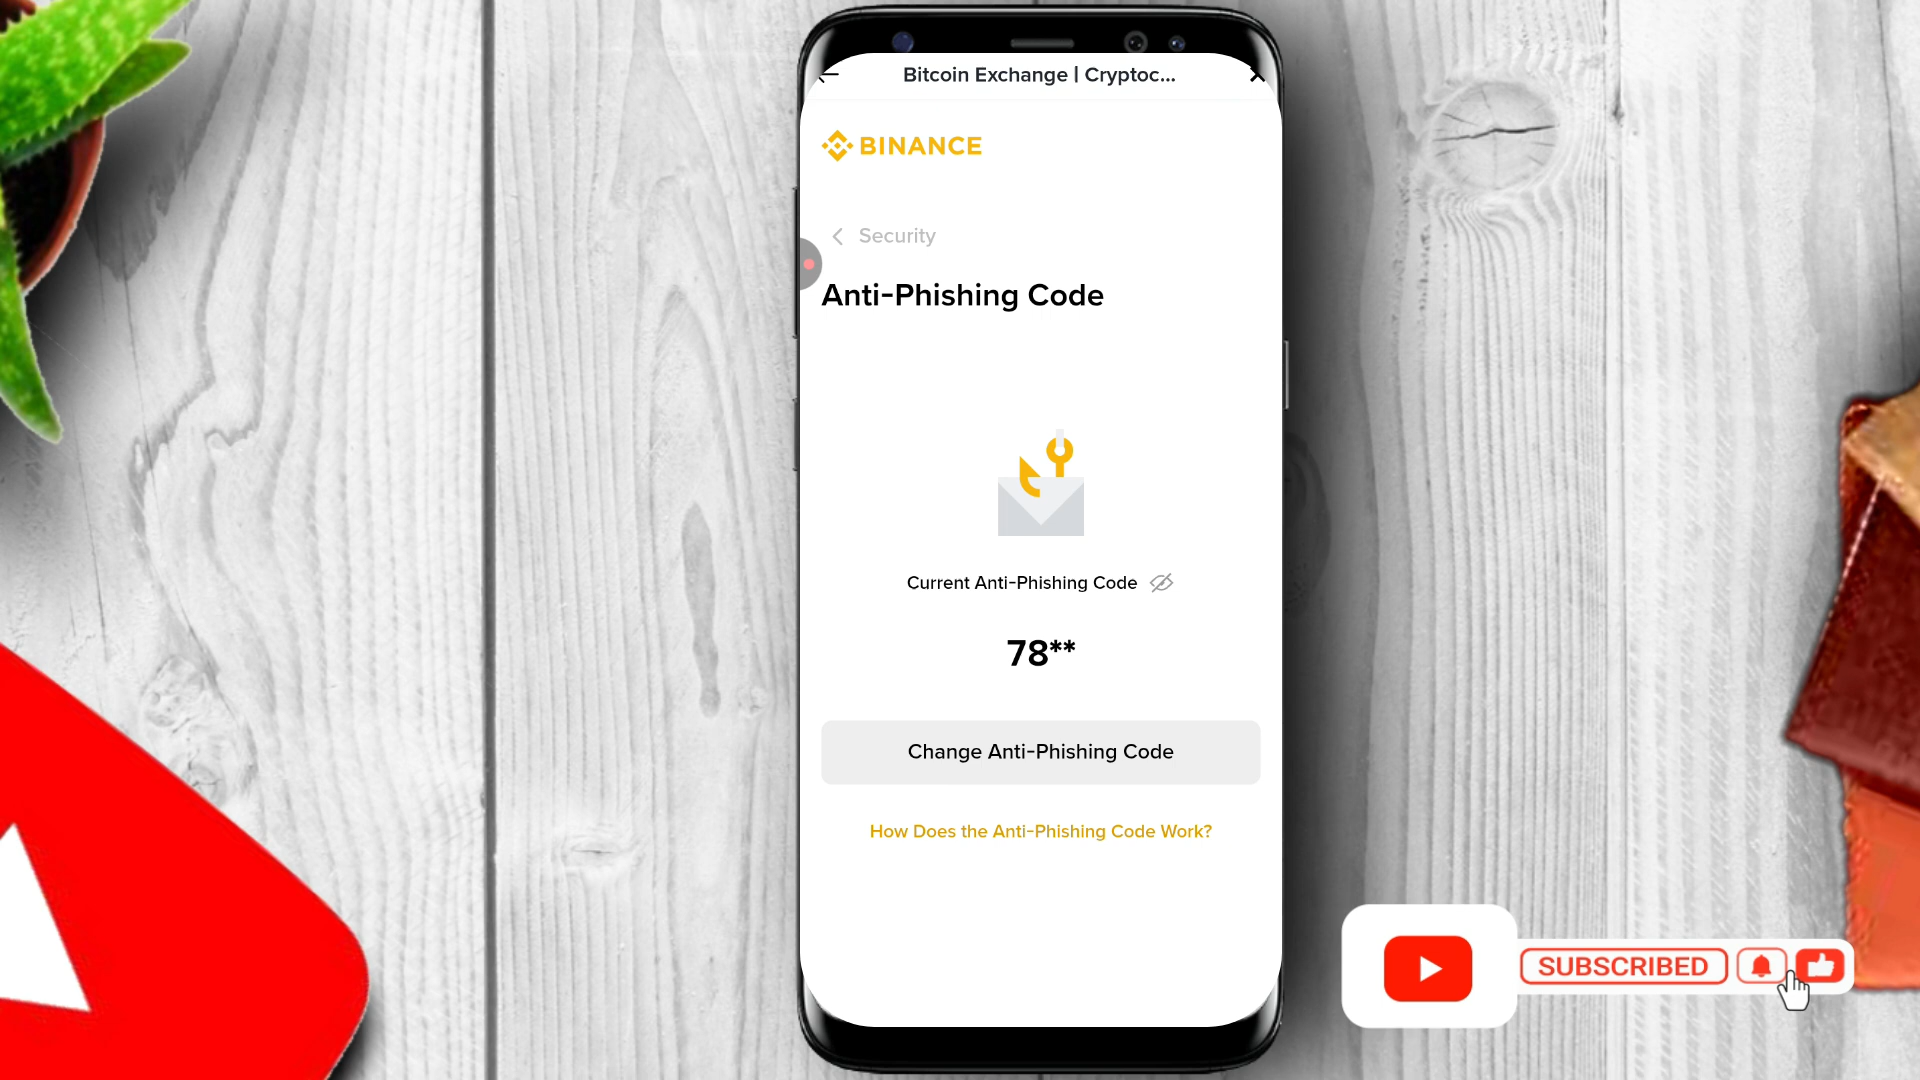 Bitcoin Exchange | Cryptoc...
BINANCE
Security
Anti-Phishing Code
Current Anti-Phishing Code
78**
Change Anti-Phishing Code
How Does the Anti-Phishing Code Work?
SUBSCRIBED